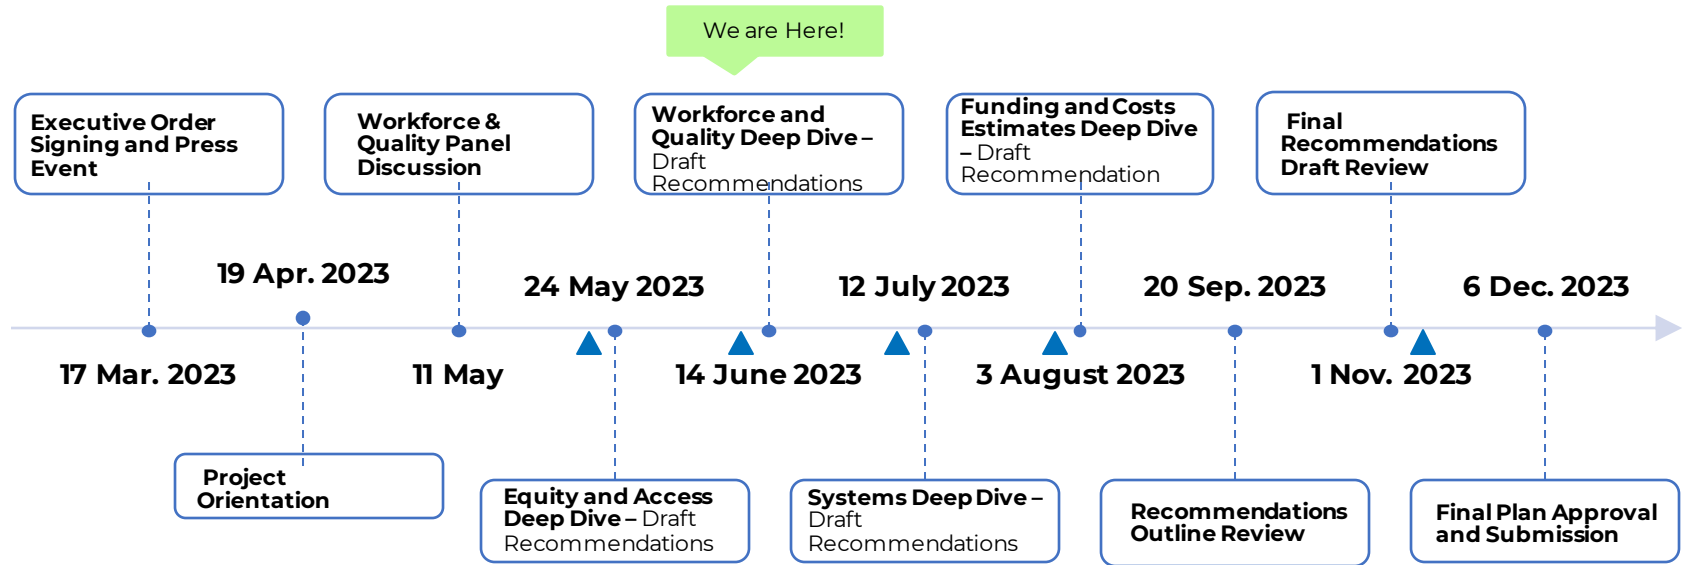 We are Here!
Executive Order
Signing and Press
Event
Workforce &
Quality Panel
Discussion
Workforce and
Quality Deep Dive –
Draft
Recommendations
Funding and Costs
Estimates Deep Dive
– Draft
Recommendation
Final
Recommendations
Draft Review
19 Apr. 2023
24 May 2023
12 July 2023
20 Sep. 2023
6 Dec. 2023
17 Mar. 2023
11 May
14 June 2023
3 August 2023
1 Nov. 2023
Project
Orientation
Equity and Access
Deep Dive – Draft
Recommendations
Systems Deep Dive –
Draft
Recommendations
Recommendations
Outline Review
Final Plan Approval
and Submission